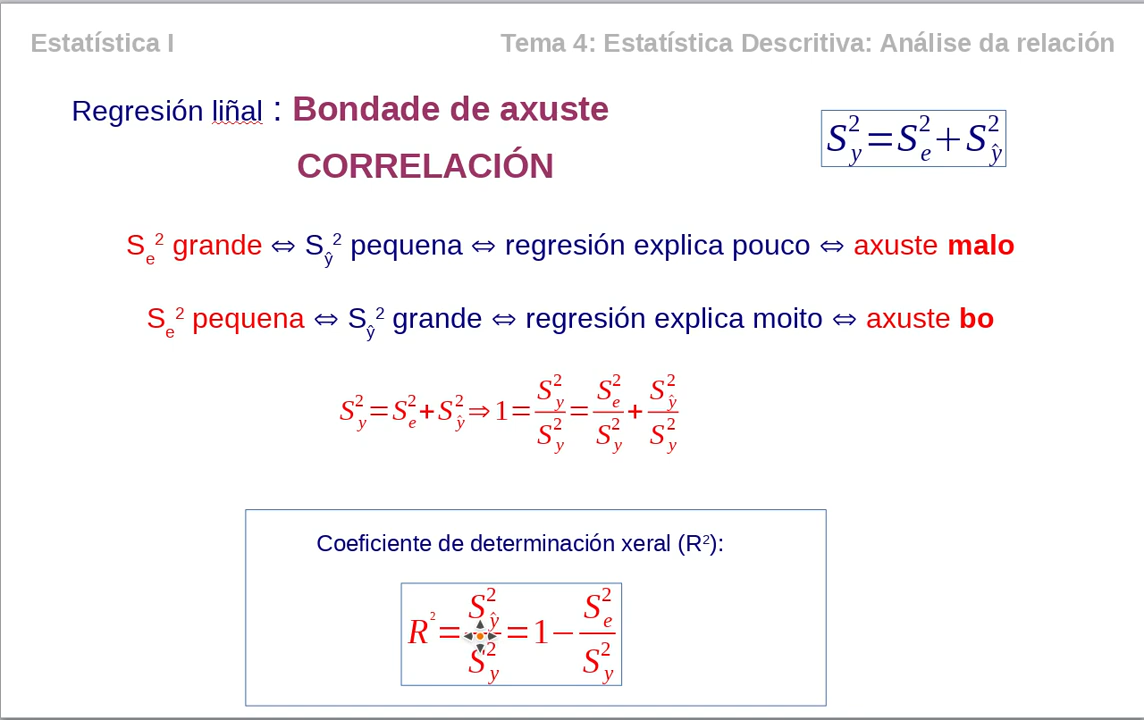 Estatística I
Tema 4: Estatística Descritiva: Análise da relación
Regresión liñal : Bondade de axuste
CORRELACIÓN
S_y^2 = S_e^2 + S_ŷ^2
S_e^2 grande ⇔ S_ŷ^2 pequena ⇔ regresión explica pouco ⇔ axuste malo
S_e^2 pequena ⇔ S_ŷ^2 grande ⇔ regresión explica moito ⇔ axuste bo
S_y^2 = S_e^2 + S_ŷ^2 ⇒ 1 = S_y^2/S_y^2 = S_e^2/S_y^2 + S_ŷ^2/S_y^2
Coeficiente de determinación xeral (R²):
R^2 = S_ŷ^2/S_y^2 = 1 − S_e^2/S_y^2